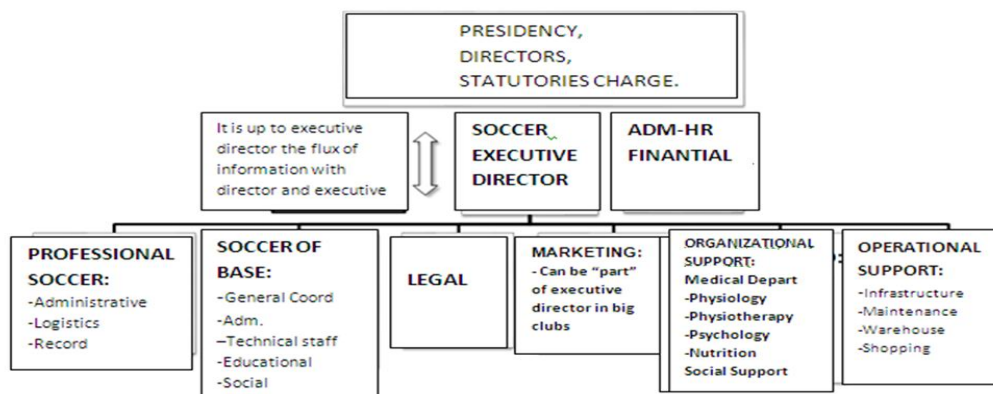 PRESIDENCY,
DIRECTORS,
STATUTORIES CHARGE.
It is up to executive
director the flux of
information with
director and executive
SOCCER
EXECUTIVE
DIRECTOR
ADM-HR
FINANTIAL
PROFESSIONAL
SOCCER:
-Administrative
-Logistics
-Record
SOCCER OF
BASE:
-General Coord
-Adm.
–Technical staff
-Educational
-Social
LEGAL
MARKETING:
- Can be “part”
of executive
director in big
clubs
ORGANIZATIONAL
SUPPORT:
Medical Depart
-Physiology
-Physiotherapy
-Psychology
-Nutrition
Social Support
OPERATIONAL
SUPPORT:
-Infrastructure
-Maintenance
-Warehouse
-Shopping